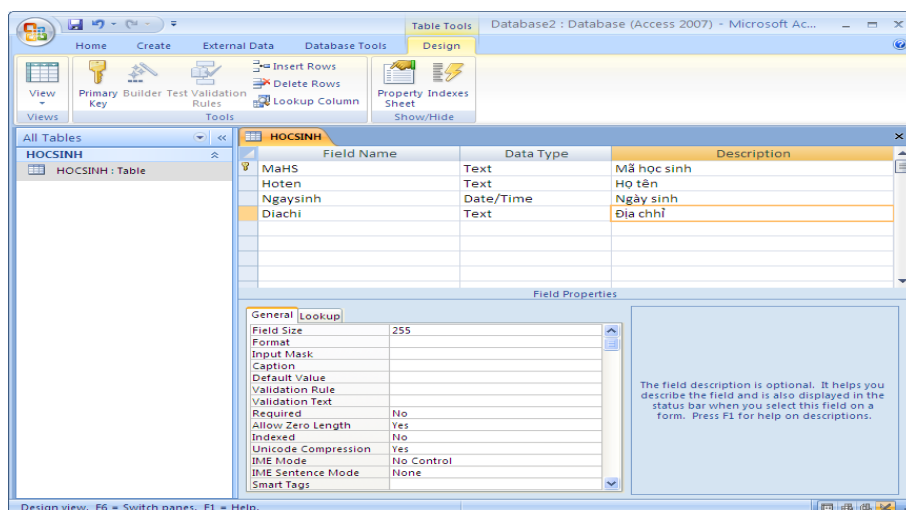 Table Tools Database2 : Database (Access 2007) - Microsoft Ac...
Home Create External Data Database Tools Design
View
Views
Primary Key
Builder
Test Validation Rules
Insert Rows
Delete Rows
Lookup Column
Tools
Property Sheet
Indexes
Show/Hide
All Tables
HOCSINH
HOCSINH : Table
HOCSINH
Field Name Data Type Description
MaHS Text Mã học sinh
Hoten Text Họ tên
Ngaysinh Date/Time Ngày sinh
Diachi Text Địa chhỉ
Field Properties
General Lookup
Field Size 255
Format
Input Mask
Caption
Default Value
Validation Rule
Validation Text
Required No
Allow Zero Length Yes
Indexed No
Unicode Compression Yes
IME Mode No Control
IME Sentence Mode None
Smart Tags
The field description is optional. It helps you
describe the field and is also displayed in the
status bar when you select this field on a
form. Press F1 for help on descriptions.
Design view. F6 = Switch panes. F1 = Help.